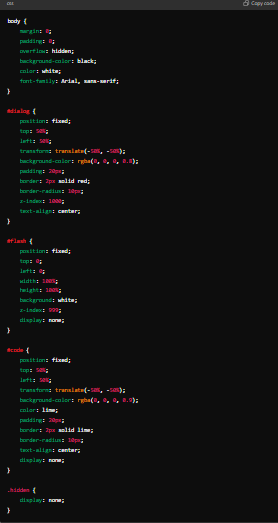 css
Copy code
body {
margin: 0;
padding: 0;
overflow: hidden;
background-color: black;
color: white;
font-family: Arial, sans-serif;
}
#dialog {
position: fixed;
top: 50%;
left: 50%;
transform: translate(-50%, -50%);
background-color: rgba(0, 0, 0, 0.8);
padding: 20px;
border: 2px solid red;
border-radius: 10px;
z-index: 1000;
text-align: center;
}
#flash {
position: fixed;
top: 0;
left: 0;
width: 100%;
height: 100%;
background: white;
z-index: 999;
display: none;
}
#code {
position: fixed;
top: 50%;
left: 50%;
transform: translate(-50%, -50%);
background-color: rgba(0, 0, 0, 0.9);
color: lime;
padding: 20px;
border: 2px solid lime;
border-radius: 10px;
text-align: center;
display: none;
}
.hidden {
display: none;
}